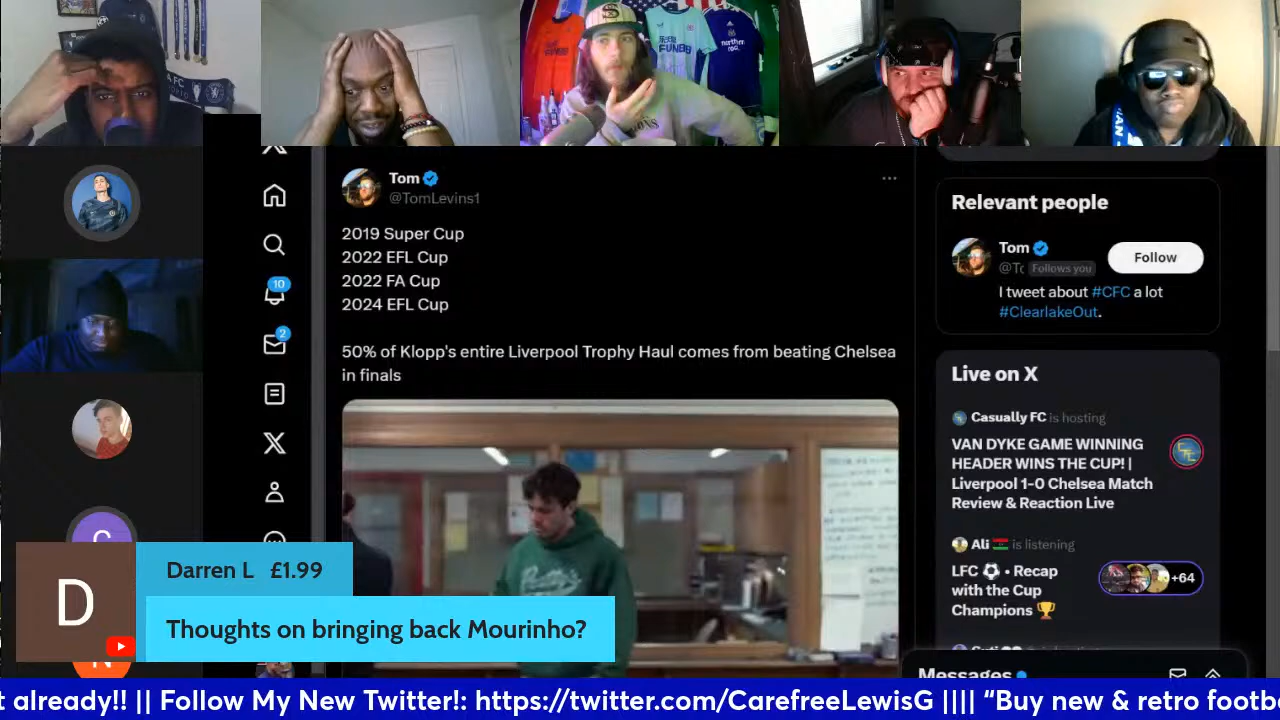 Tom
@TomLevins1
2019 Super Cup
2022 EFL Cup
2022 FA Cup
2024 EFL Cup
50% of Klopp's entire Liverpool Trophy Haul comes from beating Chelsea
in finals
10
2
Relevant people
Tom
Follows you
Follow
I tweet about #CFC a lot
#ClearlakeOut.
Live on X
Casually FC is hosting
VAN DYKE GAME WINNING
HEADER WINS THE CUP! |
Liverpool 1-0 Chelsea Match
Review & Reaction Live
Ali is listening
LFC ⚽ • Recap
with the Cup
Champions 🏆
+64
Messages
D
Darren L £1.99
Thoughts on bringing back Mourinho?
t already!! || Follow My New Twitter!: https://twitter.com/CarefreeLewisG |||| “Buy new & retro footb